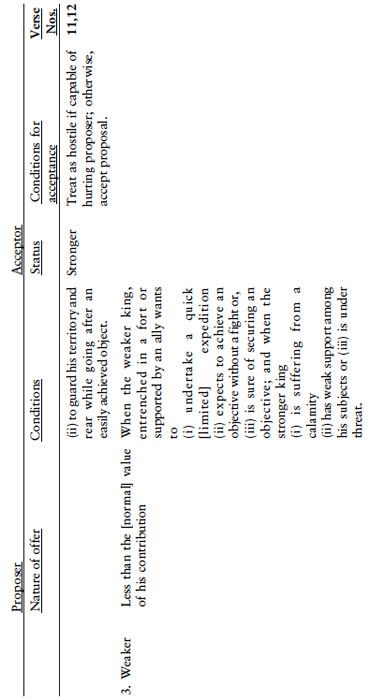 Proposer Acceptor
Nature of offer Conditions Status Conditions for acceptance Verse Nos.
(ii) to guard his territory and Stronger Treat as hostile if capable of 11,12
rear while going after an hurting proposer; otherwise,
easily achieved object. accept proposal.
3. Weaker Less than the [normal] value When the weaker king,
of his contribution entrenched in a fort or
supported by an ally wants
to
(i) undertake a quick
[limited] expedition
(ii) expects to achieve an
objective without a fight or,
(iii) is sure of securing an
objective; and when the
stronger king
(i) is suffering from a
calamity
(ii) has weak support among
his subjects or (iii) is under
threat.